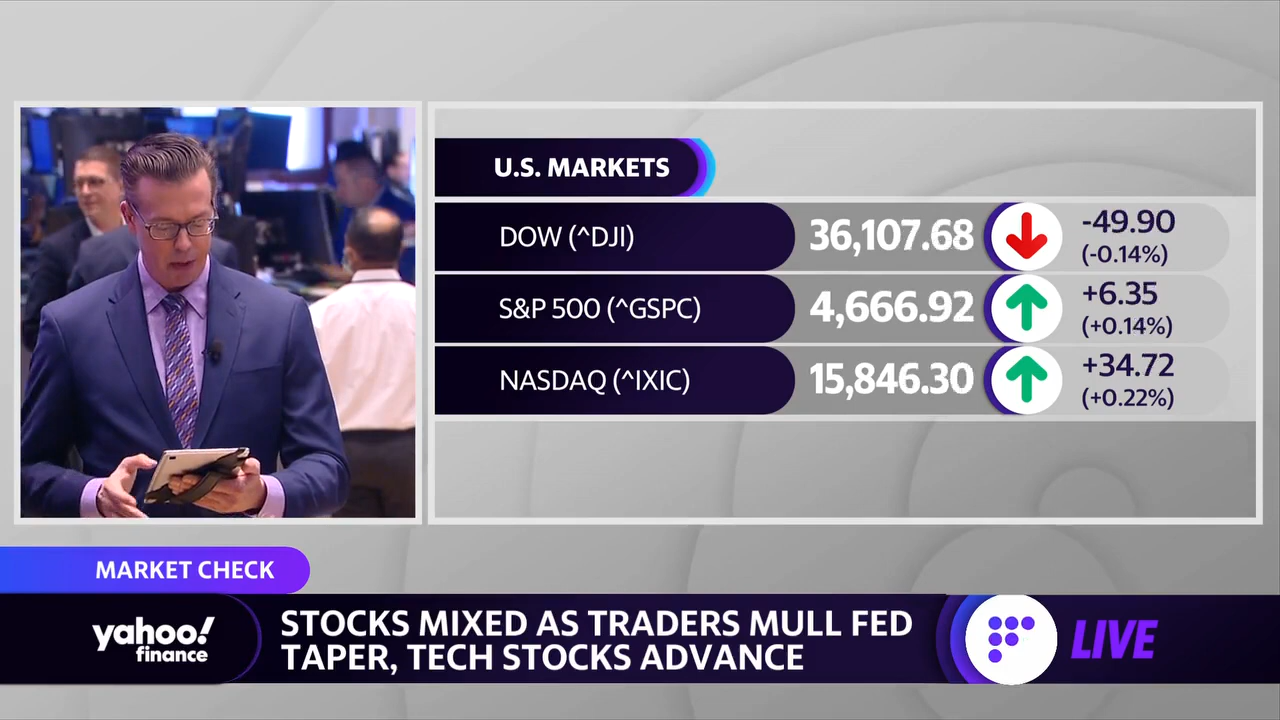 U.S. MARKETS
DOW (^DJI) 36,107.68 -49.90
(-0.14%)
S&P 500 (^GSPC) 4,666.92 +6.35
(+0.14%)
NASDAQ (^IXIC) 15,846.30 +34.72
(+0.22%)
MARKET CHECK
yahoo!
finance
STOCKS MIXED AS TRADERS MULL FED
TAPER, TECH STOCKS ADVANCE
LIVE